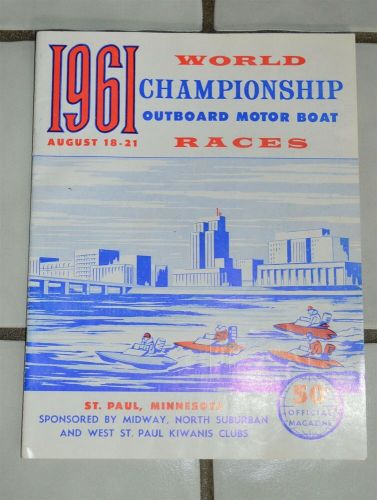 1961
WORLD
CHAMPIONSHIP
OUTBOARD MOTOR BOAT
AUGUST 18-21
RACES
ST. PAUL, MINNESOTA
SPONSORED BY MIDWAY, NORTH SUBURBAN
AND WEST ST. PAUL KIWANIS CLUBS
50¢
OFFICIAL
MAGAZINE